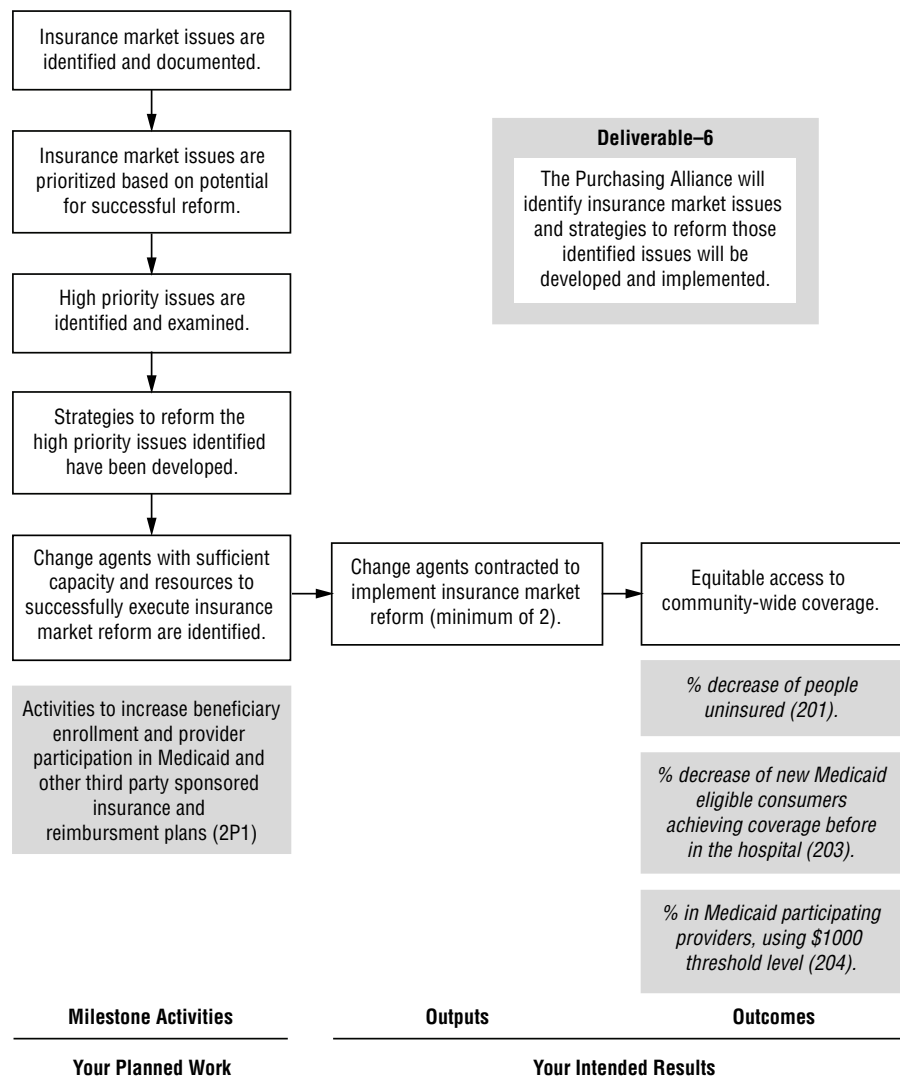 Insurance market issues are
identified and documented.
Insurance market issues are
prioritized based on potential
for successful reform.
High priority issues are
identified and examined.
Strategies to reform the
high priority issues identified
have been developed.
Change agents with sufficient
capacity and resources to
successfully execute insurance
market reform are identified.
Activities to increase beneficiary
enrollment and provider
participation in Medicaid and
other third party sponsored
insurance and
reimbursment plans (2P1)
Deliverable–6
The Purchasing Alliance will
identify insurance market issues
and strategies to reform those
identified issues will be
developed and implemented.
Change agents contracted to
implement insurance market
reform (minimum of 2).
Equitable access to
community-wide coverage.
% decrease of people
uninsured (201).
% decrease of new Medicaid
eligible consumers
achieving coverage before
in the hospital (203).
% in Medicaid participating
providers, using $1000
threshold level (204).
Milestone Activities
Outputs
Outcomes
Your Planned Work
Your Intended Results